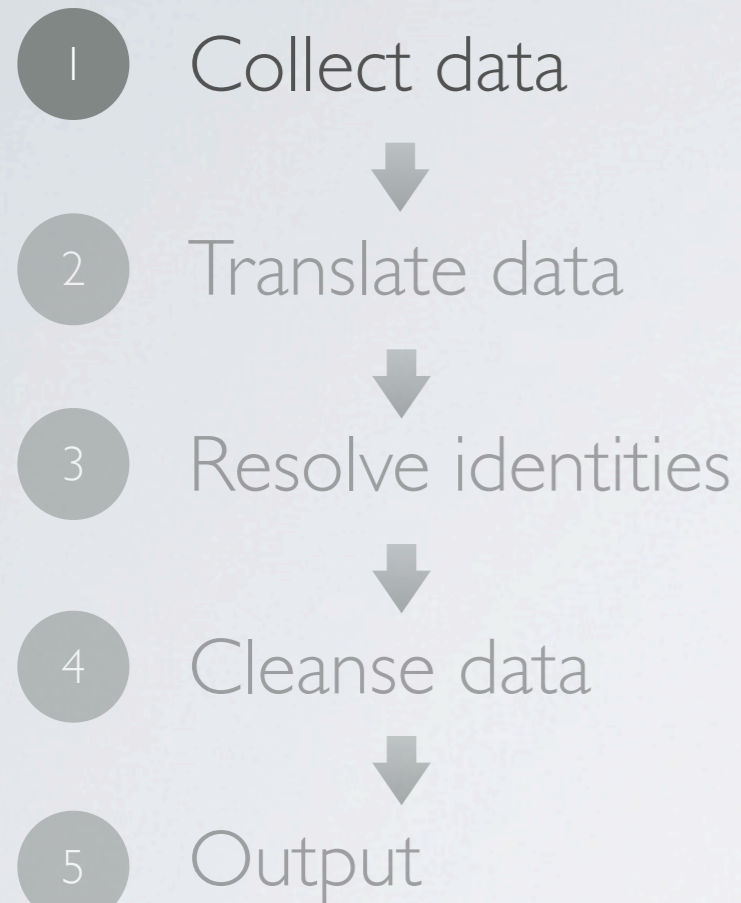 1 Collect data
2 Translate data
3 Resolve identities
4 Cleanse data
5 Output